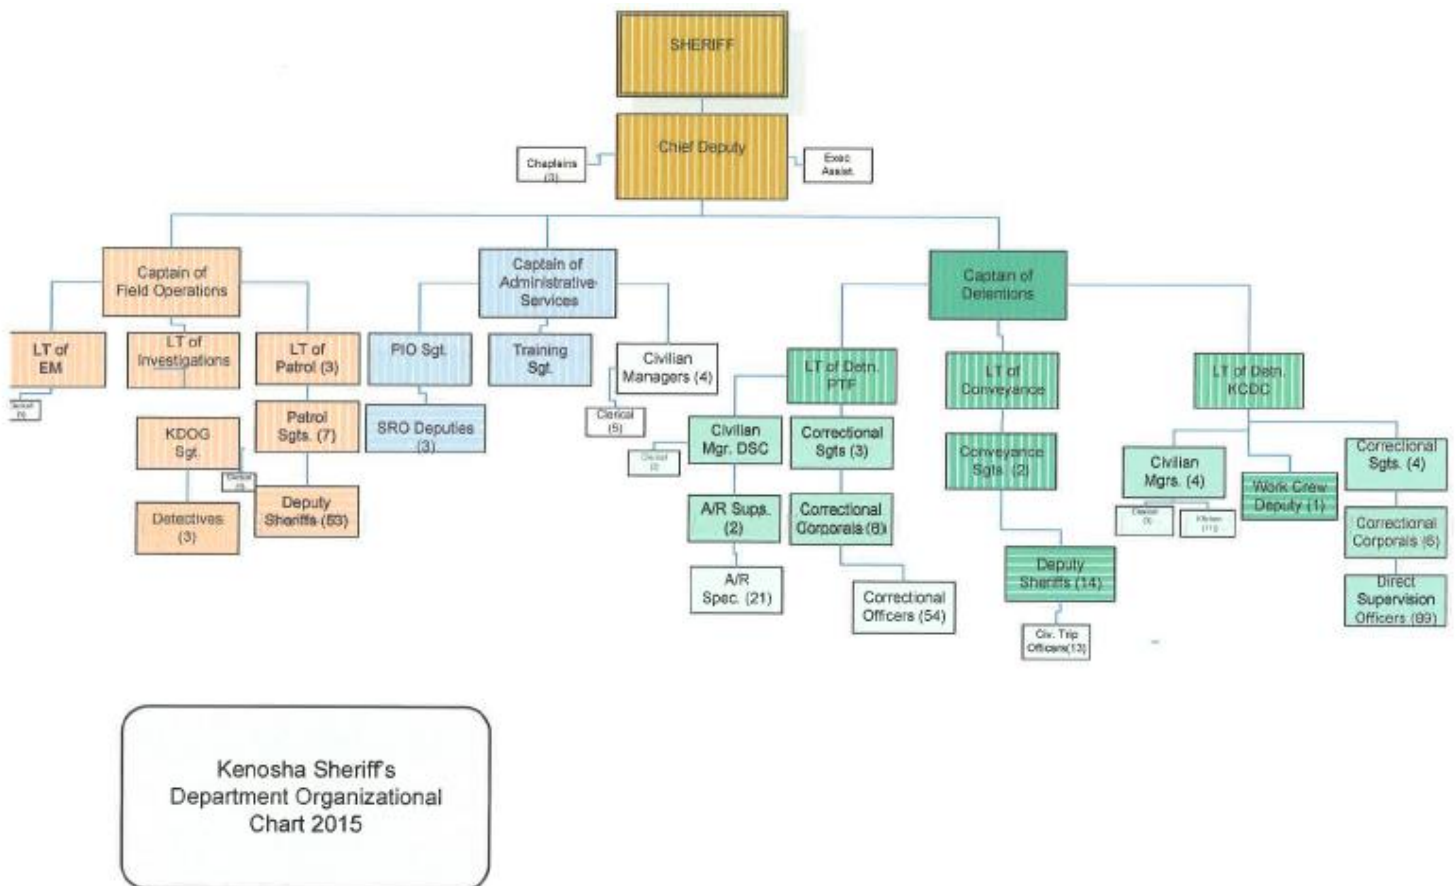 SHERIFF
Chief Deputy
Chaplains
(3)
Exec
Assist.
Captain of
Field Operations
Captain of
Administrative
Services
Captain of
Detentions
LT of
EM
LT of
Investigations
LT of
Patrol (3)
PIO Sgt.
Training
Sgt.
Civilian
Managers (4)
LT of Detn.
PTF
LT of
Conveyance
LT of Detn.
KCDC
KDOG
Sgt.
Patrol
Sgts. (7)
SRO Deputies
(3)
Clerical
(5)
Civilian
Mgr. DSC
Correctional
Sgts (3)
Conveyance
Sgts. (2)
Civilian
Mgrs. (4)
Work Crew
Deputy (1)
Correctional
Sgts. (4)
Clerical
Clerical
Clerical
Kitchen
(11)
Detectives
(3)
Deputy
Sheriffs (53)
A/R Sups.
(2)
Correctional
Corporals (6)
Correctional
Corporals (6)
A/R
Spec. (21)
Correctional
Officers (54)
Deputy
Sheriffs (14)
Direct
Supervision
Officers (89)
Civ. Trip
Officers(13)
Kenosha Sheriff's
Department Organizational
Chart 2015